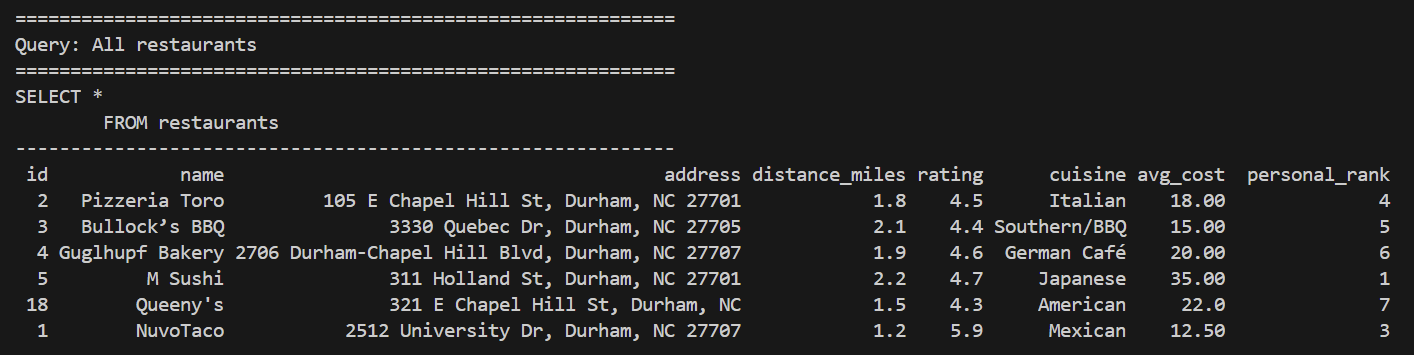 ============================================================
Query: All restaurants
============================================================
SELECT *
        FROM restaurants
------------------------------------------------------------
 id             name                                        address distance_miles rating      cuisine avg_cost  personal_rank
  2    Pizzeria Toro         105 E Chapel Hill St, Durham, NC 27701            1.8    4.5      Italian    18.00              4
  3    Bullock’s BBQ                3330 Quebec Dr, Durham, NC 27705            2.1    4.4 Southern/BBQ    15.00              5
  4 Guglhupf Bakery 2706 Durham-Chapel Hill Blvd, Durham, NC 27707            1.9    4.6  German Café    20.00              6
  5          M Sushi               311 Holland St, Durham, NC 27701            2.2    4.7     Japanese    35.00              1
 18         Queeny's               321 E Chapel Hill St, Durham, NC            1.5    4.3     American     22.0              7
  1         NuvoTaco           2512 University Dr, Durham, NC 27707            1.2    5.9      Mexican    12.50              3